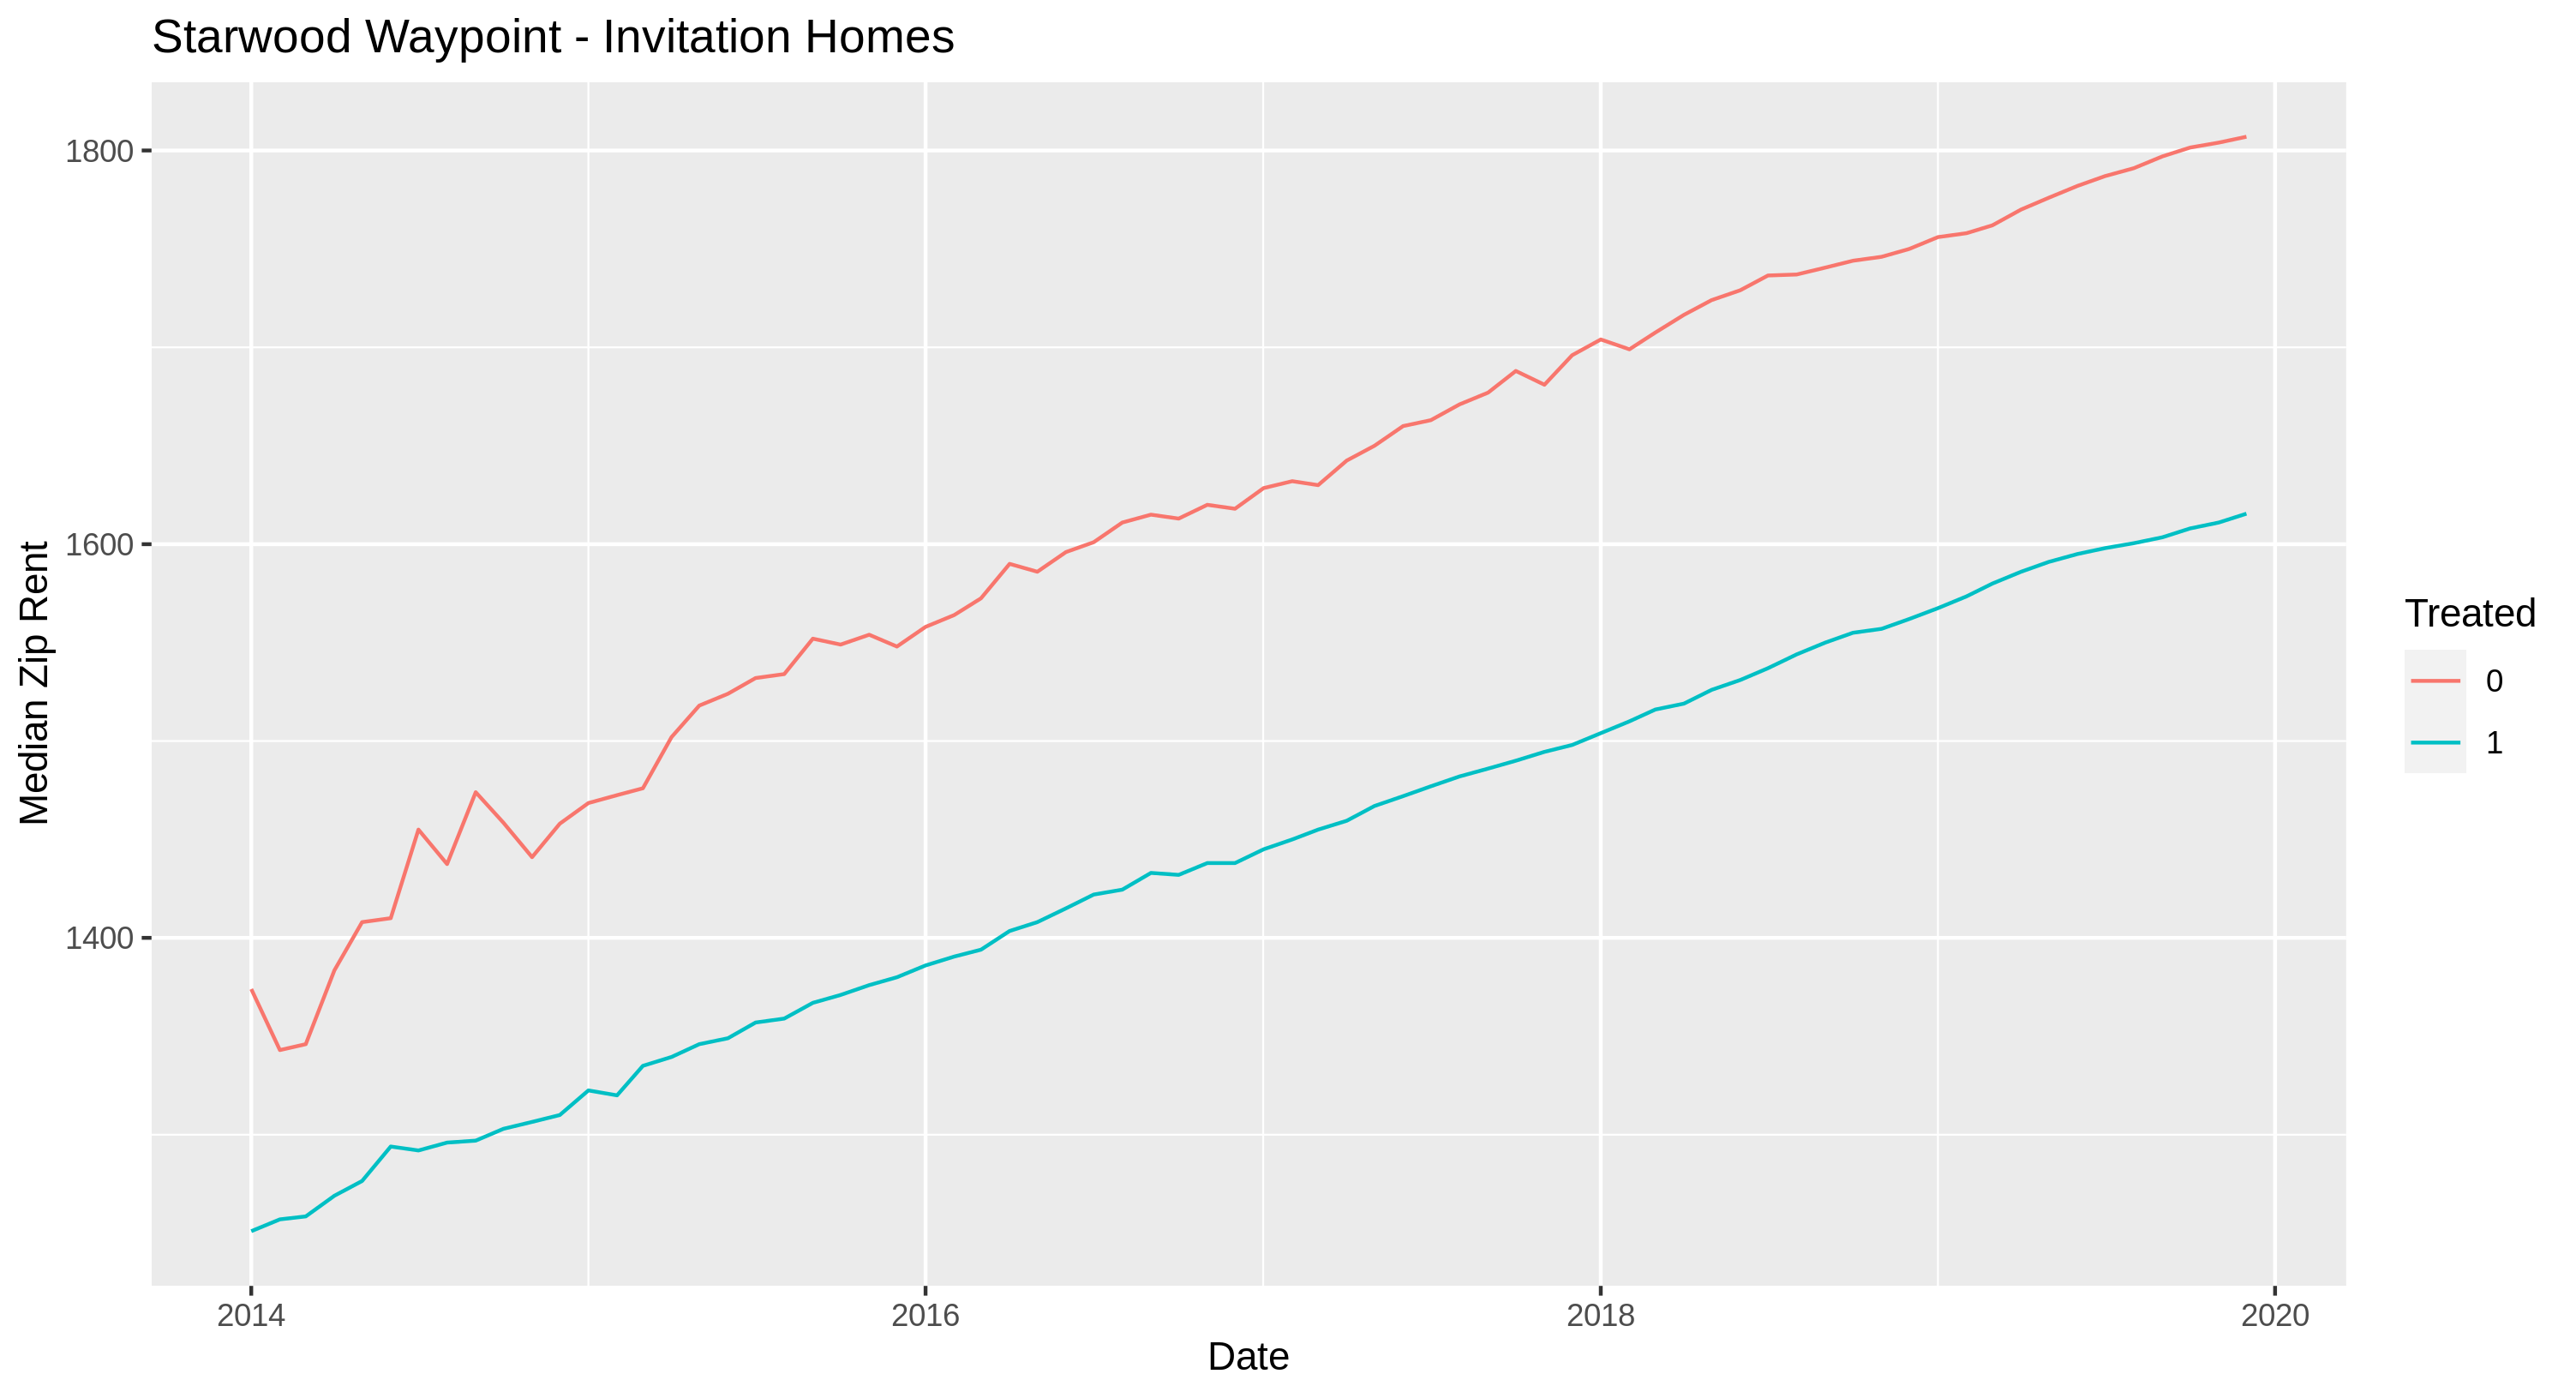 Starwood Waypoint - Invitation Homes
Median Zip Rent
1800
1600
1400
2014
2016
2018
2020
Date
Treated
0
1